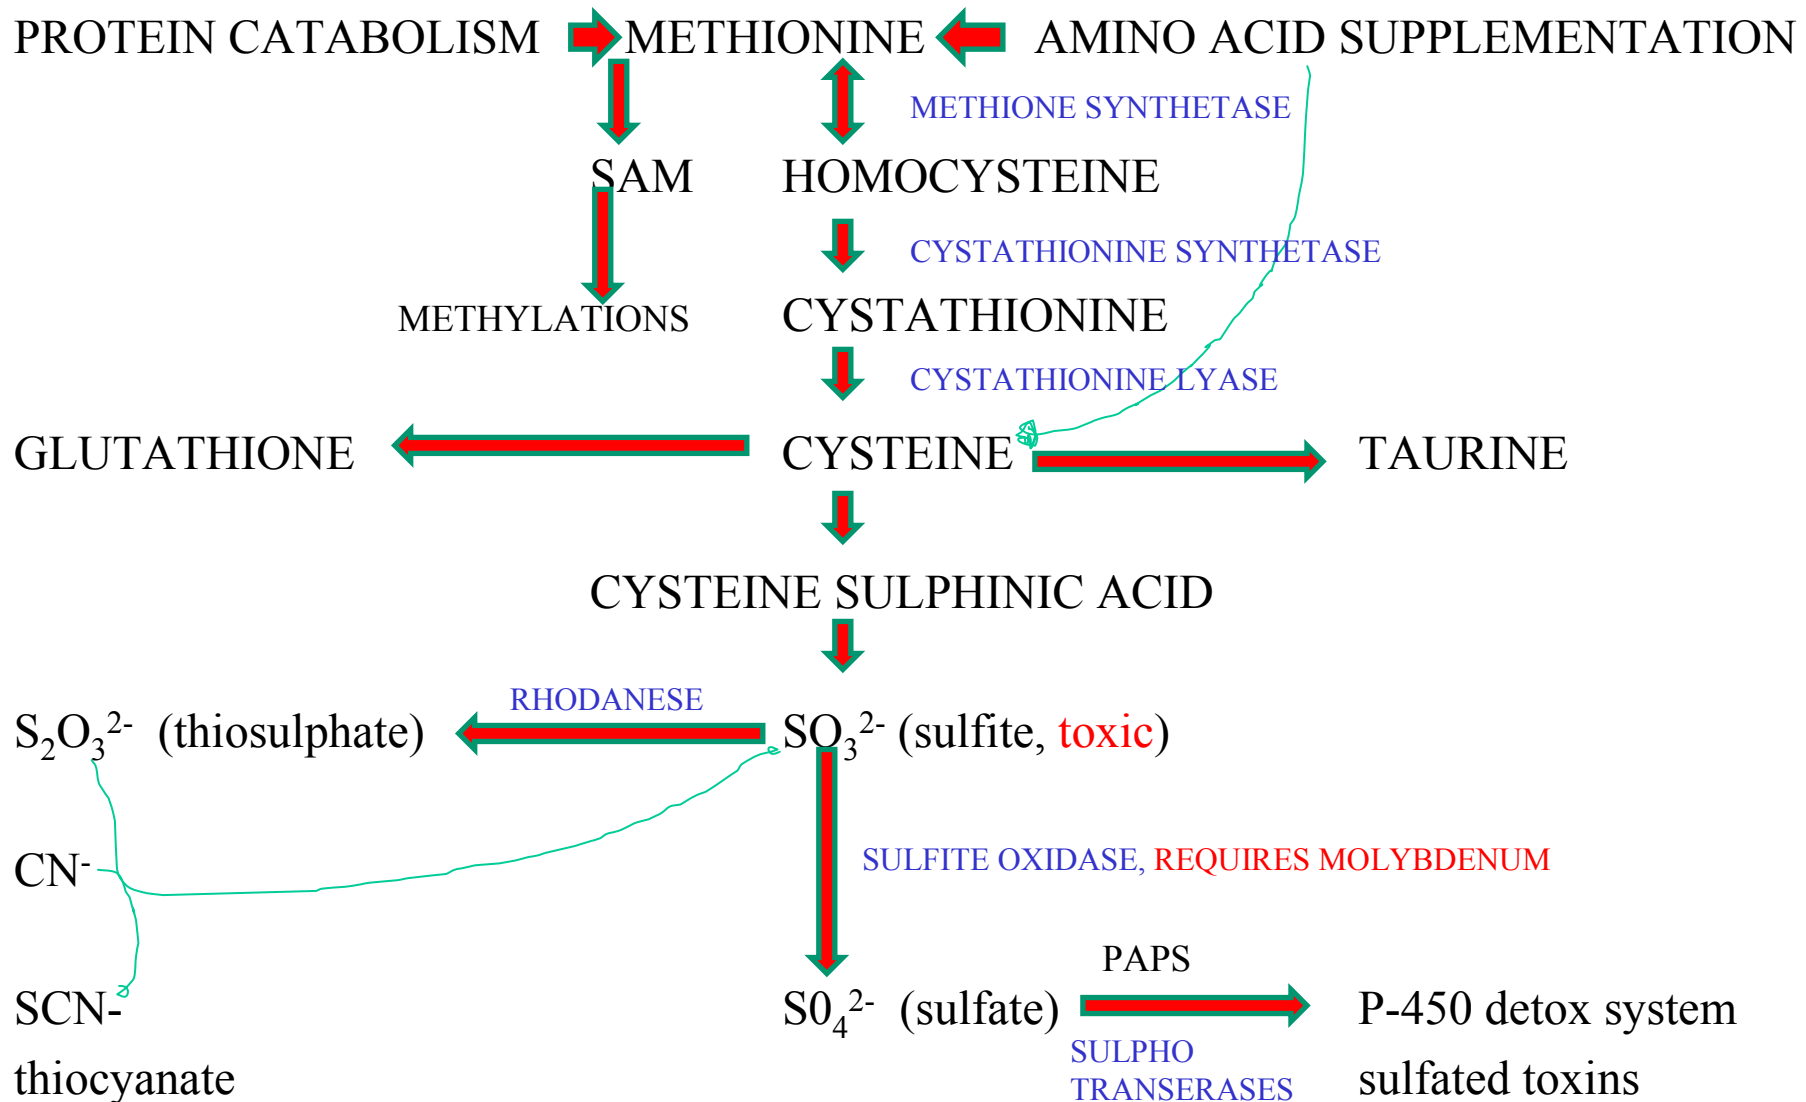 PROTEIN CATABOLISM METHIONINE AMINO ACID SUPPLEMENTATION
METHIONE SYNTHETASE
SAM HOMOCYSTEINE
CYSTATHIONINE SYNTHETASE
METHYLATIONS CYSTATHIONINE
CYSTATHIONINE LYASE
GLUTATHIONE CYSTEINE TAURINE
CYSTEINE SULPHINIC ACID
RHODANESE
S₂O₃²⁻ (thiosulphate) SO₃²⁻ (sulfite, toxic)
CN⁻ SULFITE OXIDASE, REQUIRES MOLYBDENUM
PAPS
SCN- S0₄²⁻ (sulfate) P-450 detox system
SULPHO
thiocyanate TRANSERASES sulfated toxins